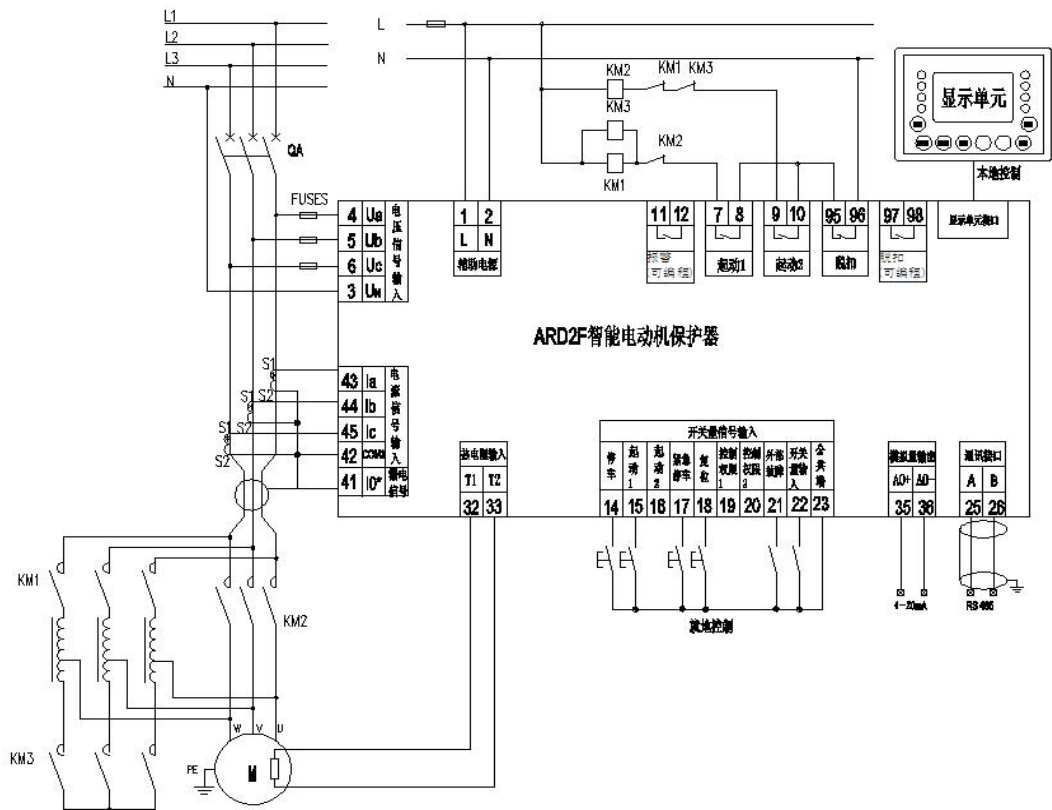 L1
L2
L3
N
L
N
KM2
KM1 KM3
KM3
KM2
KM1
显示单元
本地控制
QA
FUSES
4 Ua
5 Ub
6 Uc
3 UN
电压信号输入
1 2
L N
辅助电源
11 12
报警
(可编程)
7 8
起动1
9 10
起动2
95 96
脱扣
97 98
脱扣
(可编程)
显示单元接口
ARD2F智能电动机保护器
S1
S2
S1
S2
S1
S2
43 Ia
44 Ib
45 Ic
42
41 I0*
电流信号输入
漏电信号
热电阻输入
T1 T2
32 33
开关量信号输入
停车
起动1
起动2
紧急停车
复位
控制权限1
控制权限2
外部故障
开关量输入
公共端
14 15 16 17 18 19 20 21 22 23
就地控制
模拟量输出
AO+ AO-
35 36
4-20mA
通讯接口
A B
25 26
RS485
KM1
KM2
KM3
W V U
PE
M